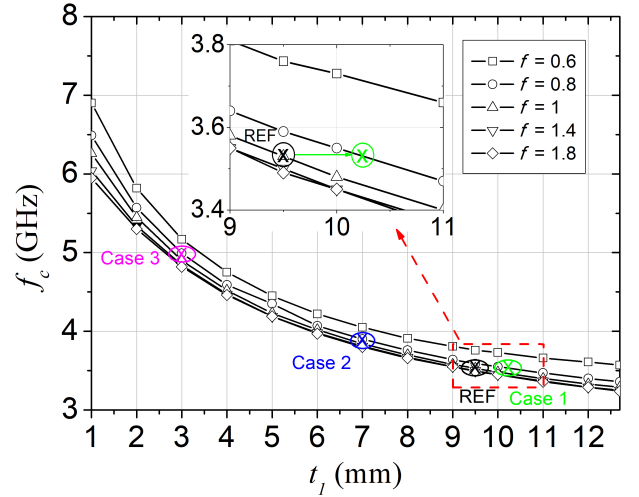 8
7
6
5
4
3
f_c (GHz)
3.8
3.6
3.4
9
10
11
REF
X
X
f = 0.6
f = 0.8
f = 1
f = 1.4
f = 1.8
Case 3
X
Case 2
X
REF
X
Case 1
X
1 2 3 4 5 6 7 8 9 10 11 12
t_1 (mm)